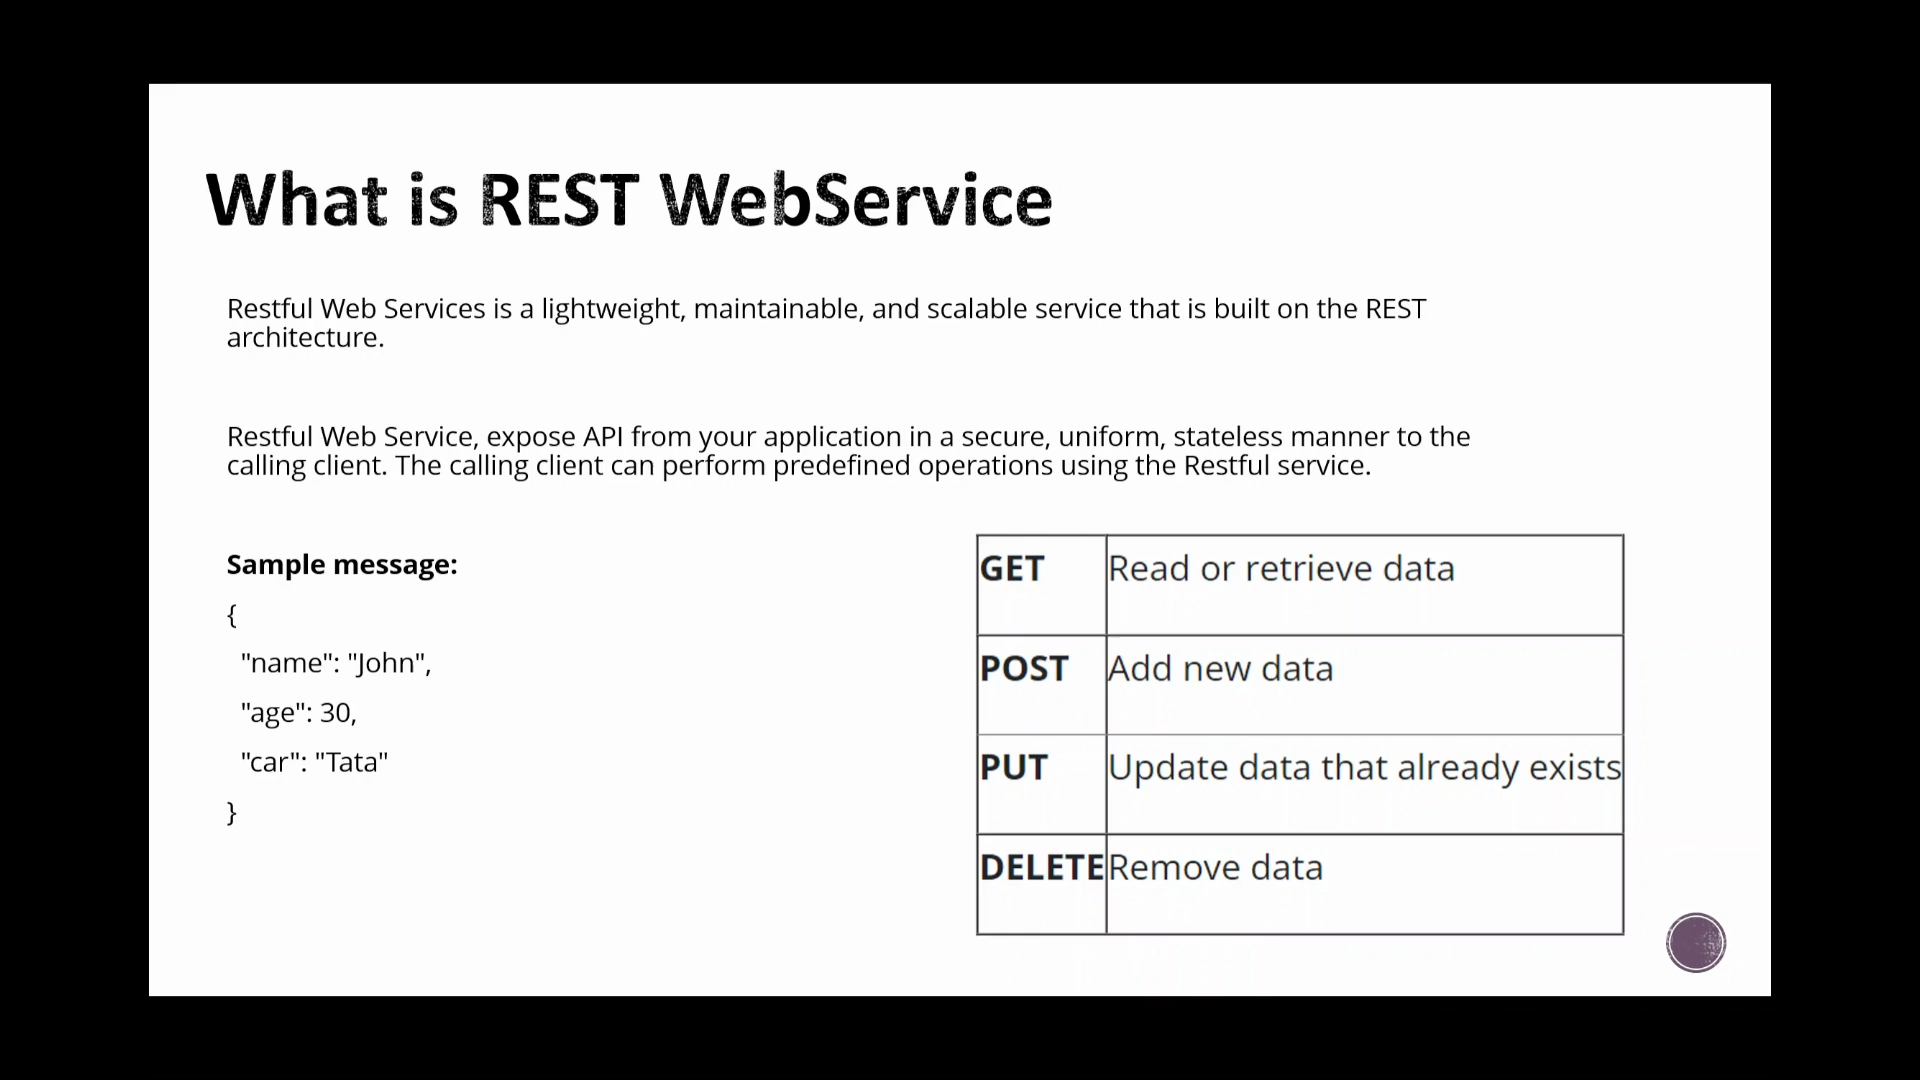 What is REST WebService
Restful Web Services is a lightweight, maintainable, and scalable service that is built on the REST
architecture.
Restful Web Service, expose API from your application in a secure, uniform, stateless manner to the
calling client. The calling client can perform predefined operations using the Restful service.
Sample message:
{
"name": "John",
"age": 30,
"car": "Tata"
}
GET Read or retrieve data
POST Add new data
PUT Update data that already exists
DELETE Remove data